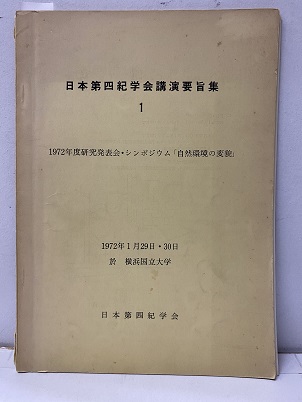 日本第四紀学会講演要旨集
1
1972年度研究発表会・シンポジウム「自然環境の変貌」
1972年1月29日・30日
於 横浜国立大学
日本第四紀学会